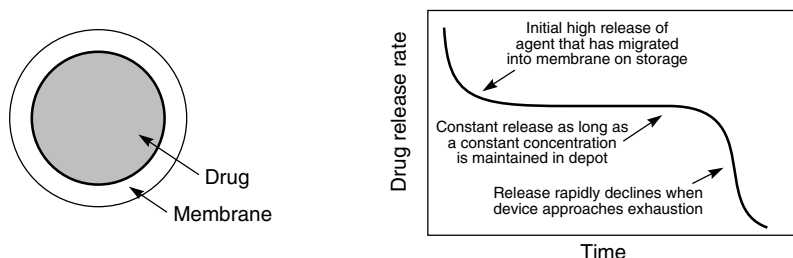 Drug
Membrane
Drug release rate
Initial high release of
agent that has migrated
into membrane on storage
Constant release as long as
a constant concentration
is maintained in depot
Release rapidly declines when
device approaches exhaustion
Time